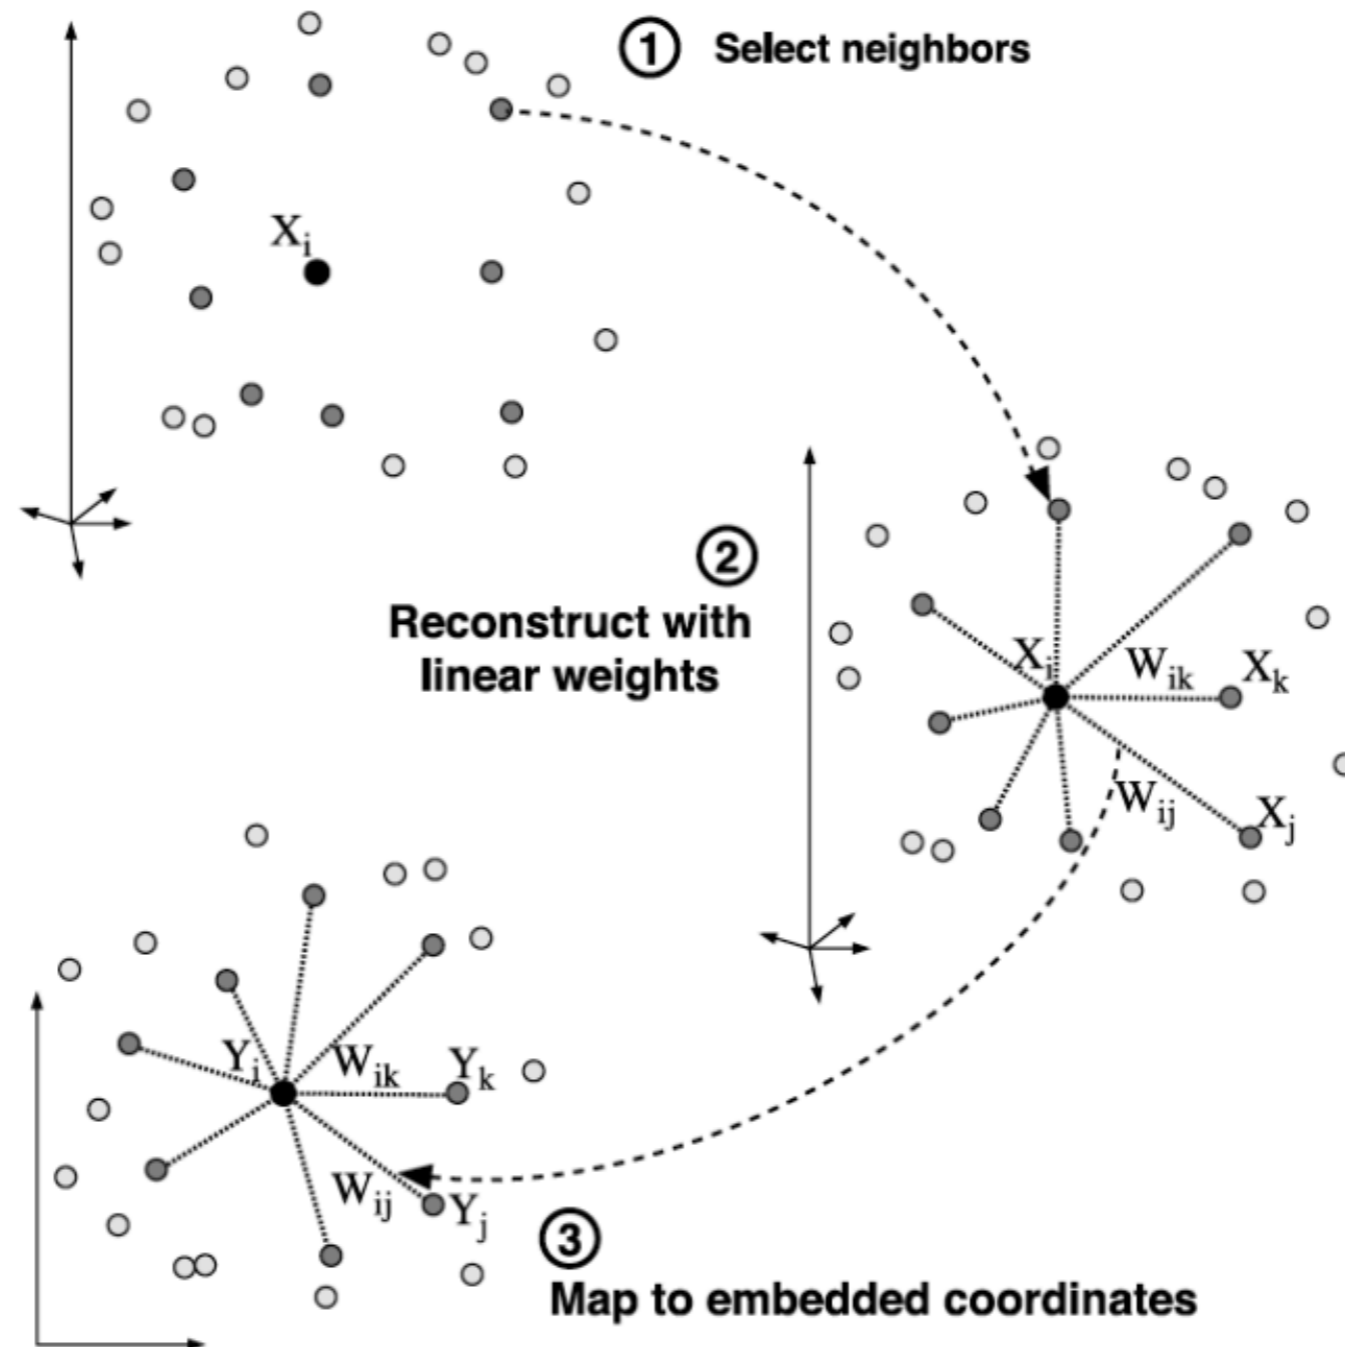 1 Select neighbors
Xi
2
Reconstruct with
linear weights
Xi
Wik
Xk
Wij
Xj
Yi
Wik
Yk
Wij
Yj
3
Map to embedded coordinates